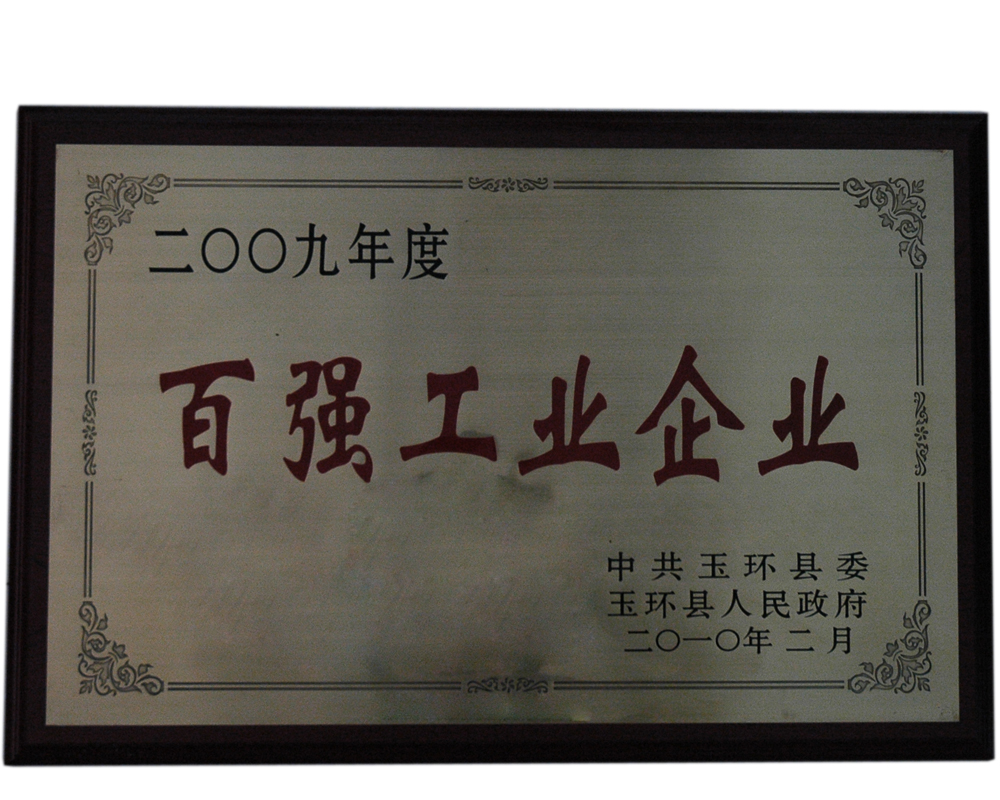 二〇〇九年度
百强工业企业
中共玉环县委
玉环县人民政府
二〇一〇年二月